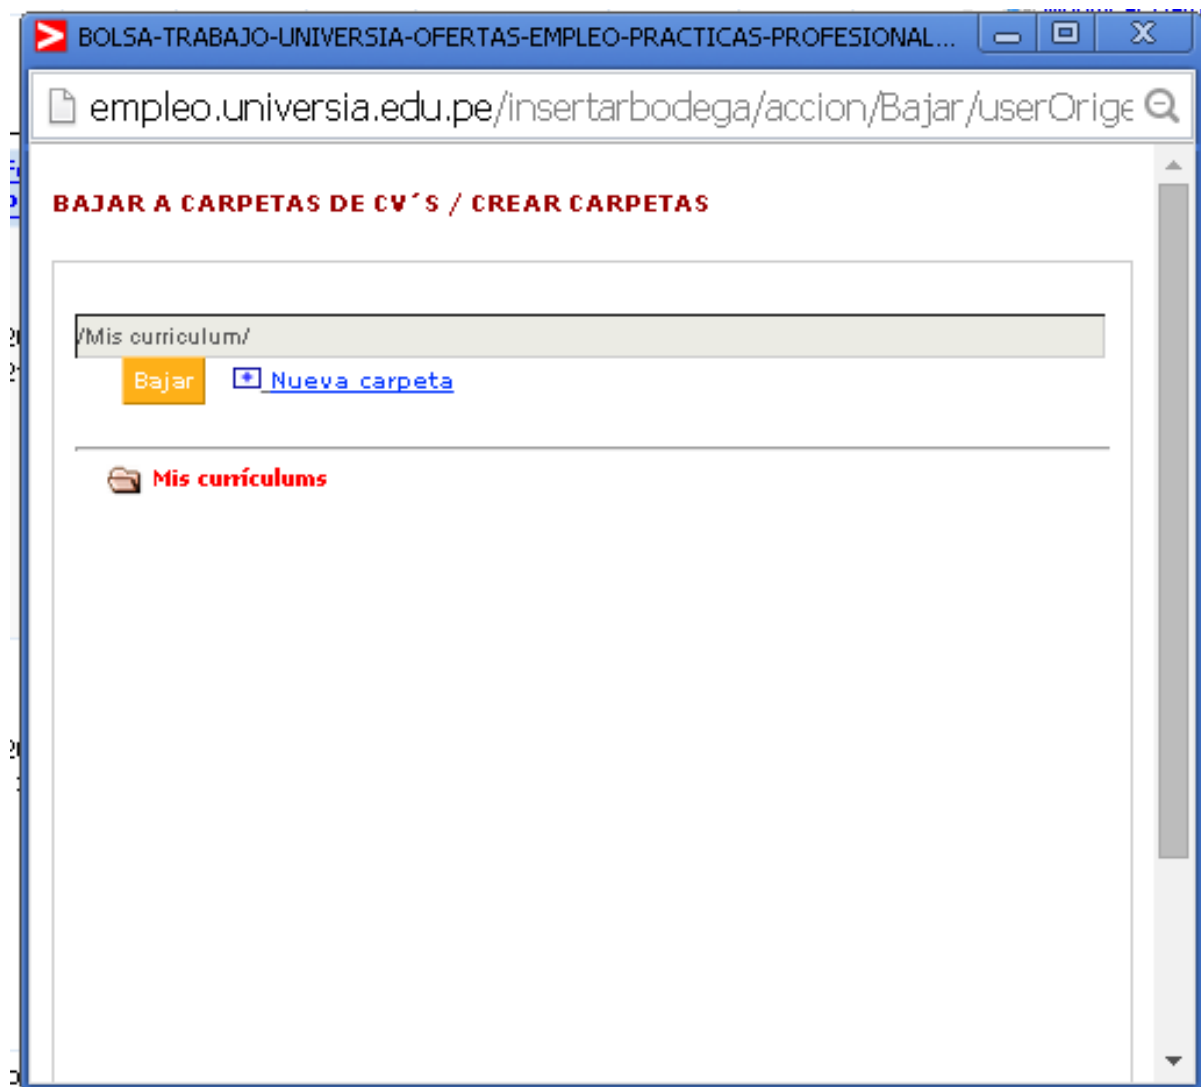 BOLSA-TRABAJO-UNIVERSIA-OFERTAS-EMPLEO-PRACTICAS-PROFESIONAL...
empleo.universia.edu.pe/insertarbodega/accion/Bajar/userOrige
BAJAR A CARPETAS DE CV´S / CREAR CARPETAS
/Mis curriculum/
Bajar Nueva carpeta
Mis currículums